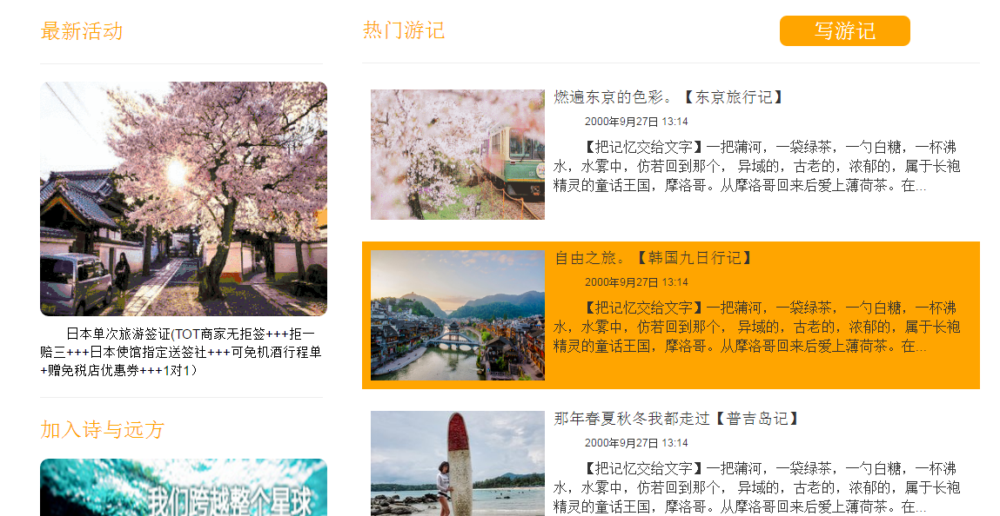 最新活动
日本单次旅游签证(TOT商家无拒签+++拒一
赔三+++日本使馆指定送签社+++可免机酒行程单
+赠免税店优惠券+++1对1）
加入诗与远方
我们跨越整个星球
热门游记
写游记
燃遍东京的色彩。【东京旅行记】
2000年9月27日 13:14
【把记忆交给文字】一把蒲河，一袋绿茶，一勺白糖，一杯沸
水，水雾中，仿若回到那个， 异域的，古老的，浓郁的，属于长袍
精灵的童话王国，摩洛哥。从摩洛哥回来后爱上薄荷茶。在...
自由之旅。【韩国九日行记】
2000年9月27日 13:14
【把记忆交给文字】一把蒲河，一袋绿茶，一勺白糖，一杯沸
水，水雾中，仿若回到那个， 异域的，古老的，浓郁的，属于长袍
精灵的童话王国，摩洛哥。从摩洛哥回来后爱上薄荷茶。在...
那年春夏秋冬我都走过【普吉岛记】
2000年9月27日 13:14
【把记忆交给文字】一把蒲河，一袋绿茶，一勺白糖，一杯沸
水，水雾中，仿若回到那个， 异域的，古老的，浓郁的，属于长袍
精灵的童话王国，摩洛哥。从摩洛哥回来后爱上薄荷茶。在...